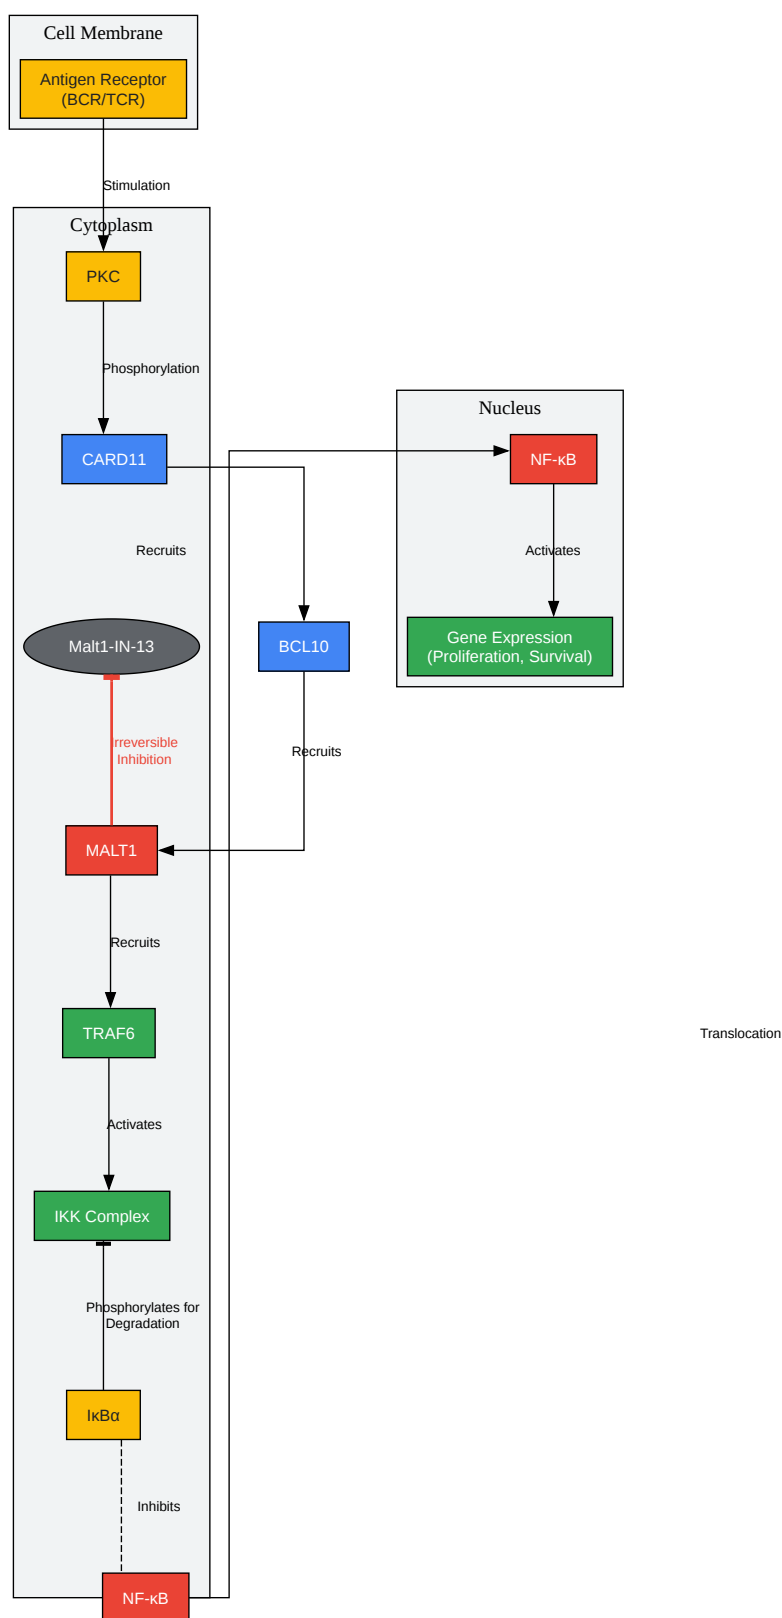 Cell Membrane
Antigen Receptor
(BCR/TCR)
Stimulation
Cytoplasm
PKC
Phosphorylation
Nucleus
CARD11
NF-κB
Recruits
Activates
Malt1-IN-13
BCL10
Gene Expression
(Proliferation, Survival)
Irreversible
Inhibition
Recruits
MALT1
Recruits
TRAF6
Translocation
Activates
IKK Complex
Phosphorylates for
Degradation
IκBα
Inhibits
NF-κB